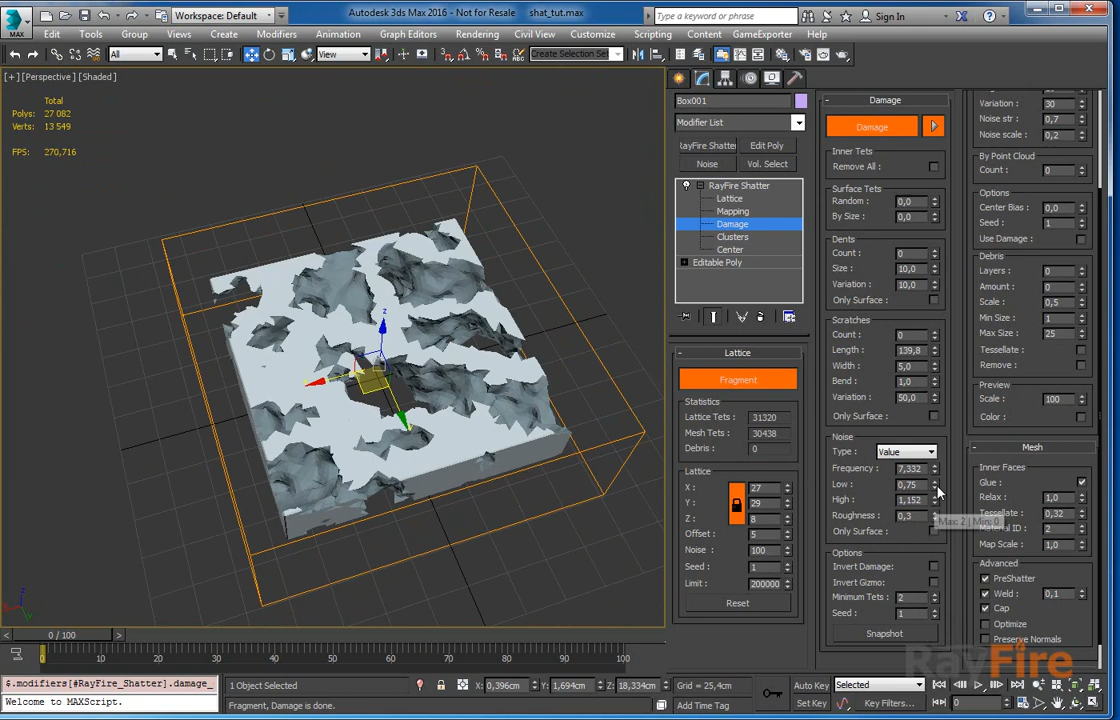 Workspace: Default
Autodesk 3ds Max 2016 - Not for Resale shat_tut.max
Type a keyword or phrase
Sign In
MAX
Edit Tools Group Views Create Modifiers Animation Graph Editors Rendering Civil View Customize Scripting Content GameExporter Help
All
View
Create Selection Set
[+] [Perspective] [Shaded]
Total
Polys: 27 082
Verts: 13 549
FPS: 270,716
z
Box001
Modifier List
RayFire Shatter Edit Poly
Noise Vol. Select
RayFire Shatter
Lattice
Mapping
Damage
Clusters
Center
Editable Poly
Lattice
Fragment
Statistics
Lattice Tets: 31320
Mesh Tets: 30438
Debris: 0
Lattice
X: 27
Y: 29
Z: 8
Offset: 5
Noise: 100
Seed: 1
Limit: 200000
Reset
Damage
Damage
Inner Tets
Remove All :
Surface Tets
Random : 0,0
By Size : 0,0
Dents
Count : 0
Size : 10,0
Variation : 10,0
Only Surface :
Scratches
Count : 0
Length : 139,8
Width : 5,0
Bend : 1,0
Variation : 50,0
Only Surface :
Noise
Type : Value
Frequency : 7,332
Low : 0,75
High : 1,152
Roughness : 0,3
Max: 2 | Min: 0
Only Surface :
Options
Invert Damage:
Invert Gizmo:
Minimum Tets : 2
Seed : 1
Snapshot
Variation : 30
Noise str : 0,7
Noise scale : 0,2
By Point Cloud
Count : 0
Options
Center Bias : 0,0
Seed : 1
Use Damage :
Debris
Layers : 0
Amount : 0
Scale : 0,5
Min Size : 1
Max Size : 25
Tessellate :
Remove :
Preview
Scale : 100
Color :
Mesh
Inner Faces
Glue :
Relax : 1,0
Tessellate : 0,32
Material ID : 2
Map Scale : 1,0
Advanced
PreShatter
Weld : 0,1
Cap
Optimize
Preserve Normals
RayFire
0 / 100
0 10 20 30 40 50 60 70 80 90 100
$.modifiers[#RayFire_Shatter].damage_
Welcome to MAXScript.
1 Object Selected
Fragment, Damage is done.
X: 0,396cm Y: 1,694cm Z: 18,334cm Grid = 25,4cm
Add Time Tag
Auto Key Selected
Set Key Key Filters...
0